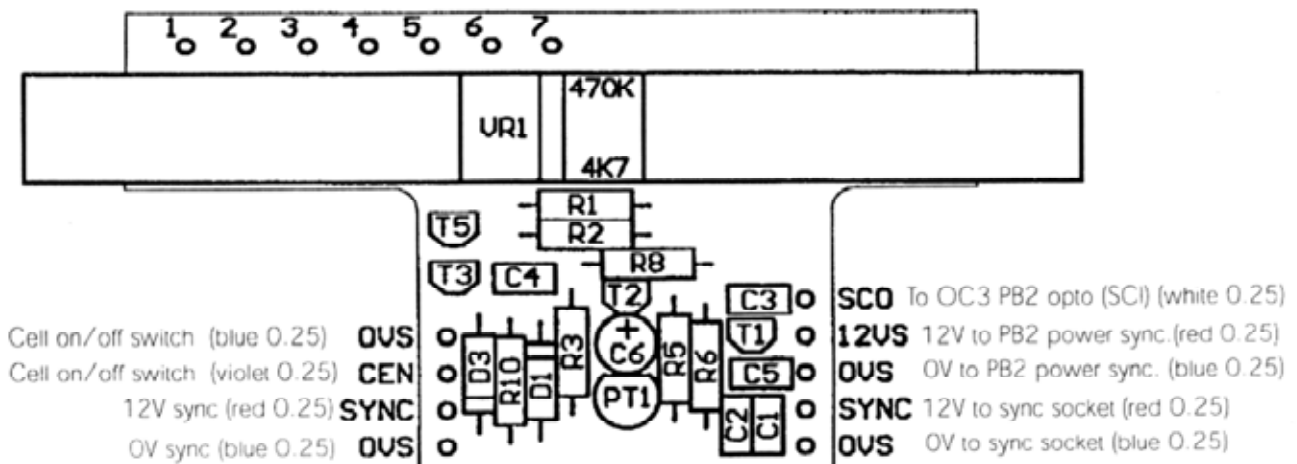 1 2 3 4 5 6 7
470K
VR1
4K7
R1
R2
T5
R8
T3
C4
T2
C3
SCO To OC3 PB2 opto (SCI) (white 0.25)
Cell on/off switch (blue 0.25) OVS
D3
R10
D1
R3
+
C6
R5
R6
T1
12VS 12V to PB2 power sync.(red 0.25)
Cell on/off switch (violet 0.25) CEN
PT1
C5
OVS 0V to PB2 power sync. (blue 0.25)
12V sync (red 0.25) SYNC
C2
C1
SYNC 12V to sync socket (red 0.25)
0V sync (blue 0.25) OVS
OVS 0V to sync socket (blue 0.25)